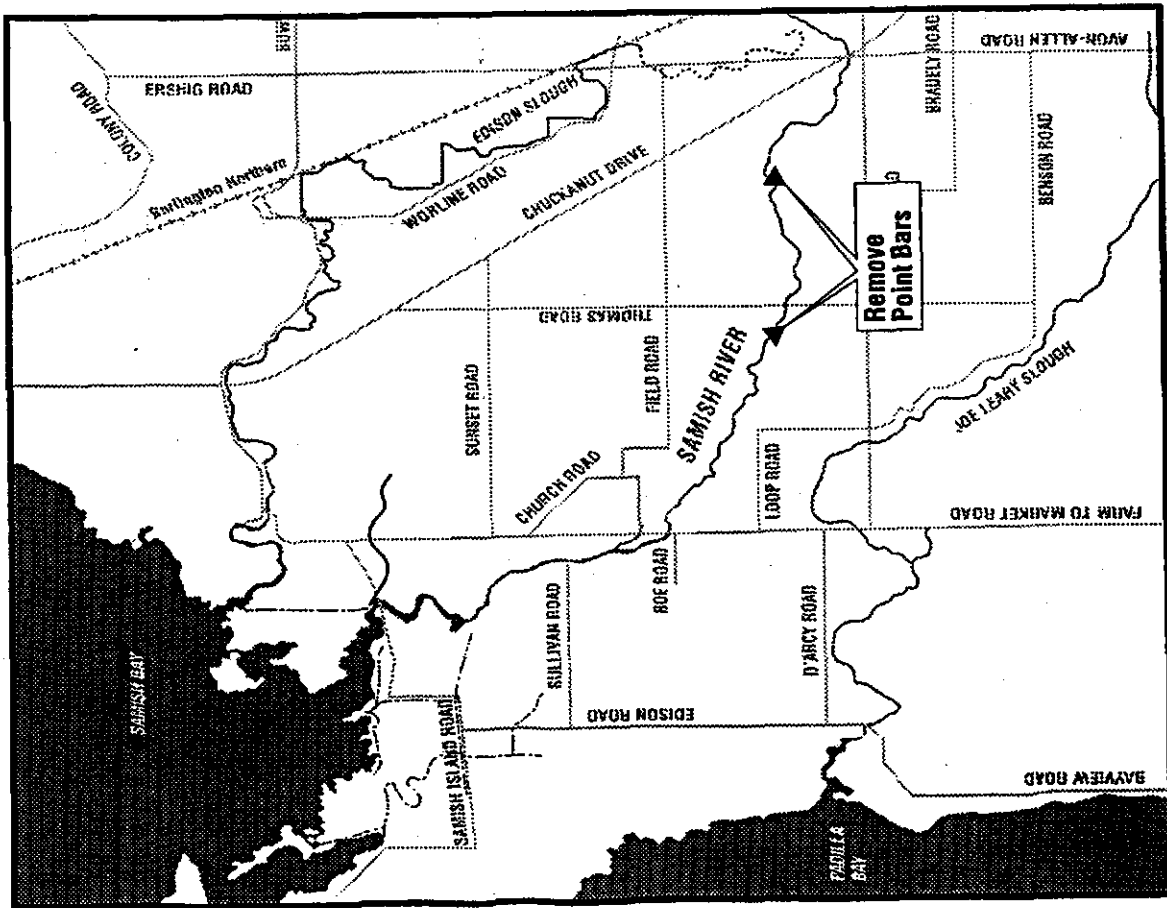 COLONY ROAD
ERSHIG ROAD
BOW
AVON-ALLEN ROAD
Burlington Northern
EDISON SLOUGH
WORLINE ROAD
CHUCKANUT DRIVE
BRADELY ROAD
BENSON ROAD
Remove
Point Bars
THOMAS ROAD
SUNSET ROAD
FIELD ROAD
SAMISH RIVER
JOE LEARY SLOUGH
CHURCH ROAD
LOOP ROAD
FARM TO MARKET ROAD
SAMISH BAY
SULLIVAN ROAD
ROE ROAD
D'ARCY ROAD
EDISON ROAD
SAMISH ISLAND ROAD
BAYVIEW ROAD
PADILLA
BAY